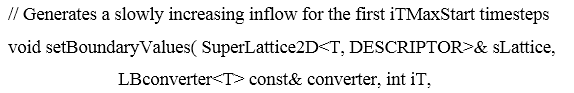 // Generates a slowly increasing inflow for the first iTMaxStart timesteps
void setBoundaryValues( SuperLattice2D<T, DESCRIPTOR>& sLattice,
LBconverter<T> const& converter, int iT,